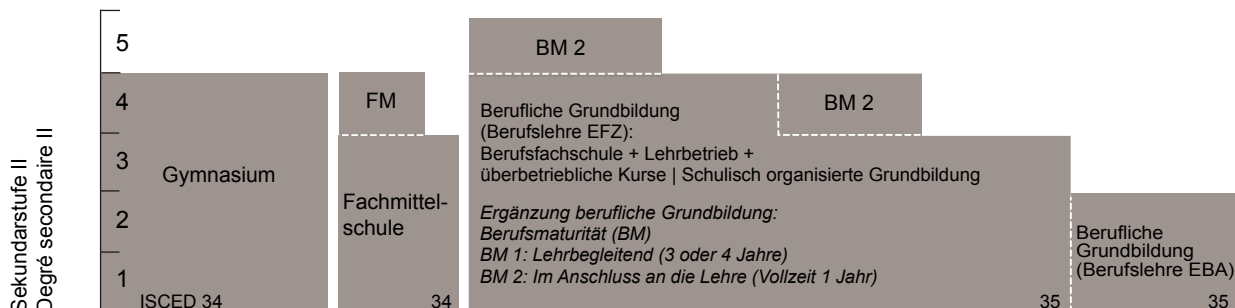 Sekundarstufe II
Degré secondaire II
5
4
3
2
1
Gymnasium
ISCED 34
FM
Fachmittel-
schule
34
BM 2
BM 2
Berufliche Grundbildung
(Berufslehre EFZ):
Berufsfachschule + Lehrbetrieb +
überbetriebliche Kurse | Schulisch organisierte Grundbildung
Ergänzung berufliche Grundbildung:
Berufsmaturität (BM)
BM 1: Lehrbegleitend (3 oder 4 Jahre)
BM 2: Im Anschluss an die Lehre (Vollzeit 1 Jahr)
35
Berufliche
Grundbildung
(Berufslehre EBA)
35